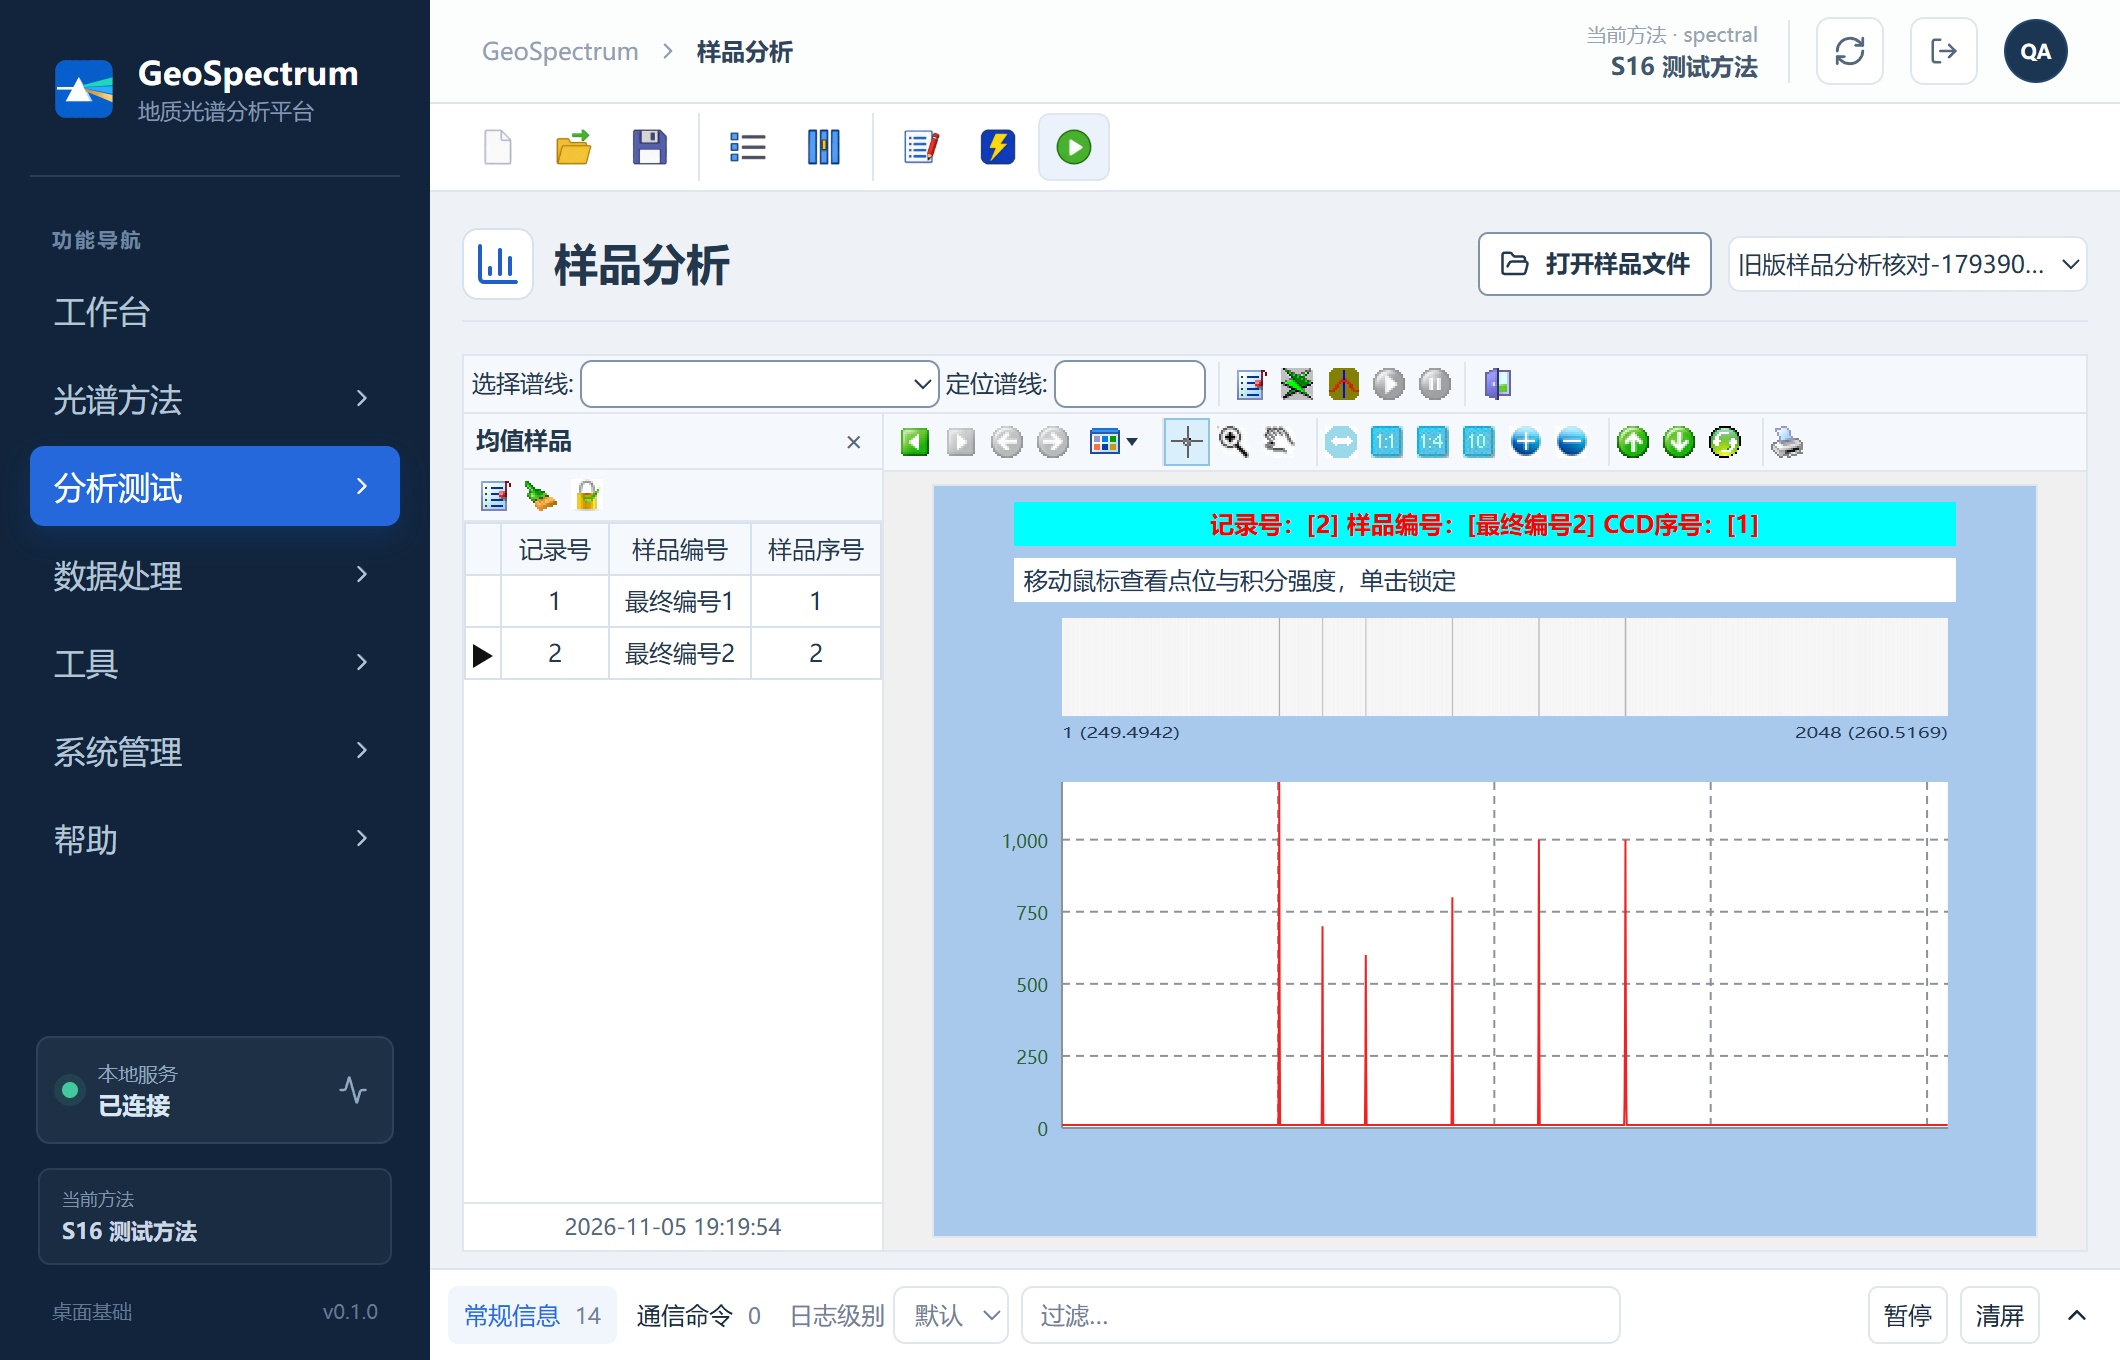 GeoSpectrum
地质光谱分析平台
功能导航
工作台
光谱方法
分析测试
数据处理
工具
系统管理
帮助
本地服务
已连接
当前方法
S16 测试方法
桌面基础 v0.1.0
GeoSpectrum > 样品分析
当前方法 · spectral
S16 测试方法
QA
样品分析
打开样品文件
旧版样品分析核对-179390...
选择谱线:
定位谱线:
均值样品 ×
1:1 1:4 10
记录号 样品编号 样品序号
1 最终编号1 1
2 最终编号2 2
2026-11-05 19:19:54
记录号：[2] 样品编号：[最终编号2] CCD序号：[1]
移动鼠标查看点位与积分强度，单击锁定
1 (249.4942) 2048 (260.5169)
1,000
750
500
250
0
常规信息 14 通信命令 0 日志级别 默认 过滤... 暂停 清屏